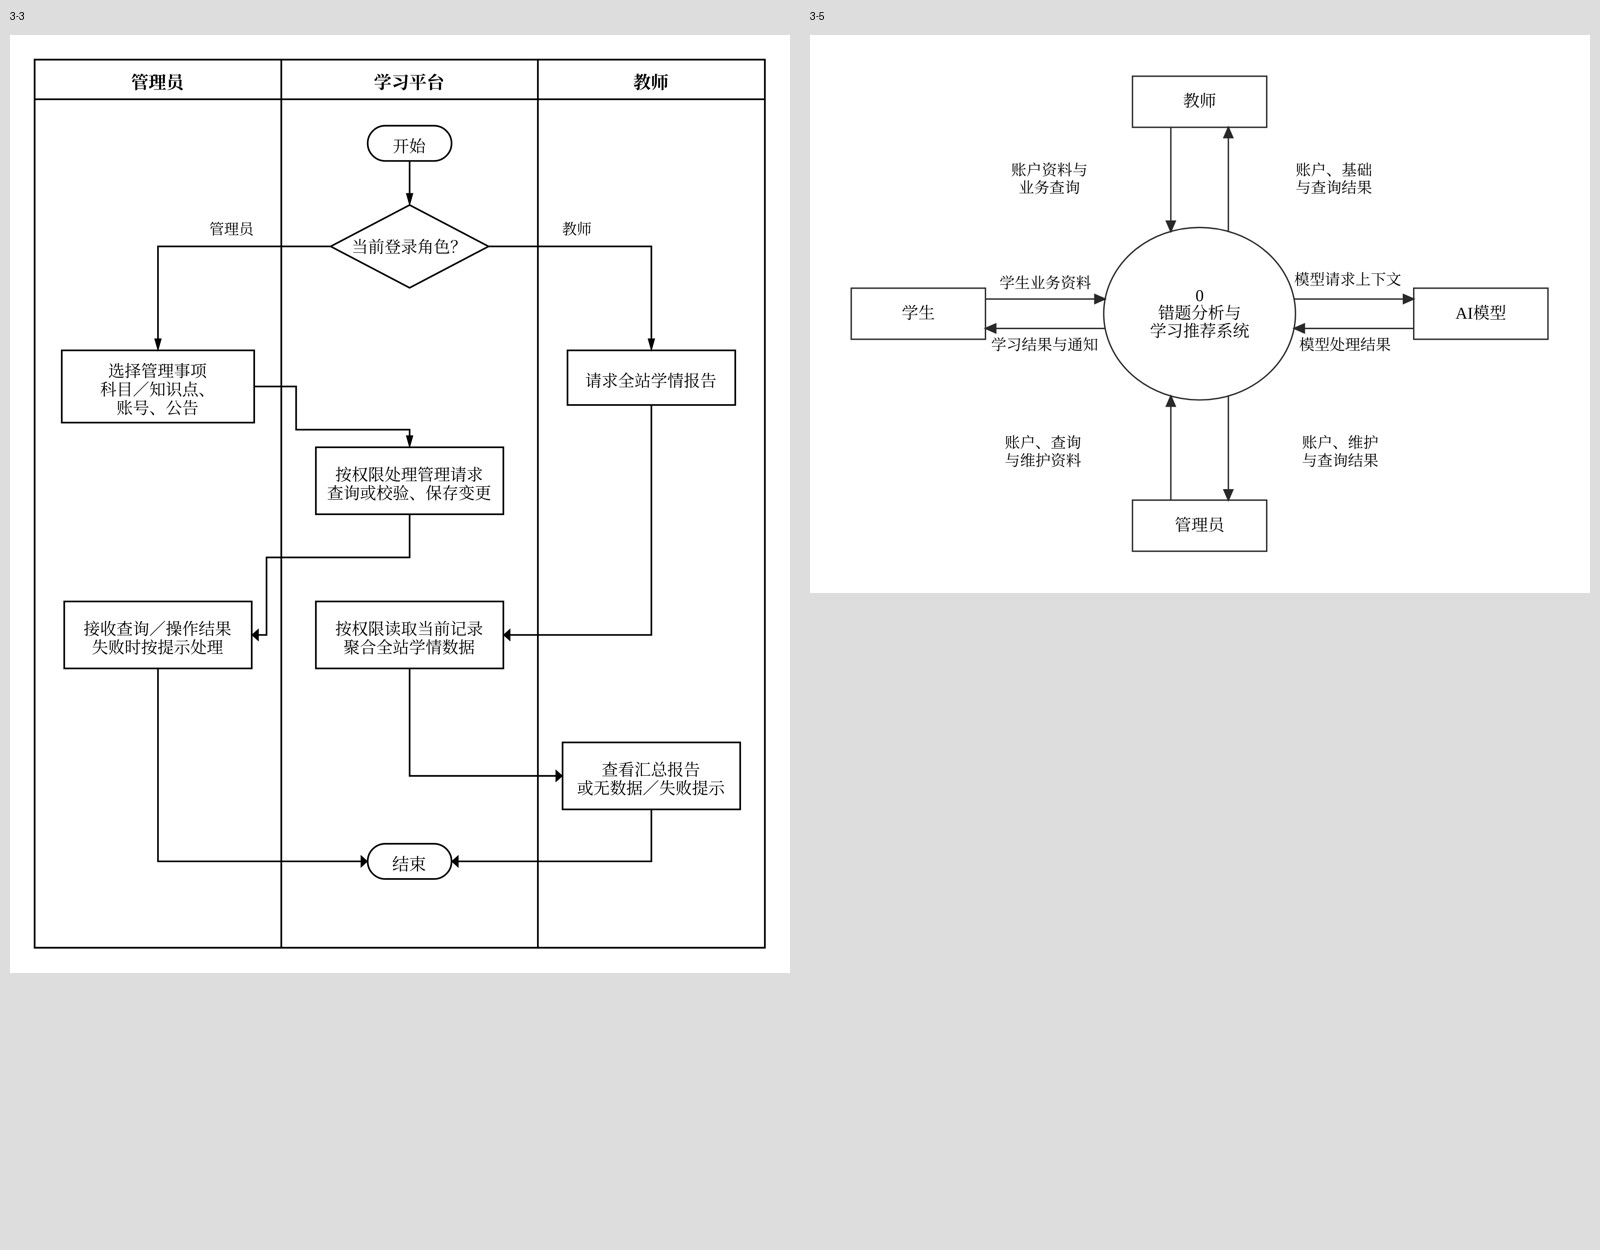 3-3
管理员
学习平台
教师
开始
管理员
当前登录角色?
教师
选择管理事项
科目／知识点、
账号、公告
请求全站学情报告
按权限处理管理请求
查询或校验、保存变更
接收查询／操作结果
失败时按提示处理
按权限读取当前记录
聚合全站学情数据
查看汇总报告
或无数据／失败提示
结束
3-5
教师
账户资料与
业务查询
账户、基础
与查询结果
学生
学生业务资料
学习结果与通知
0
错题分析与
学习推荐系统
模型请求上下文
模型处理结果
AI模型
账户、查询
与维护资料
账户、维护
与查询结果
管理员